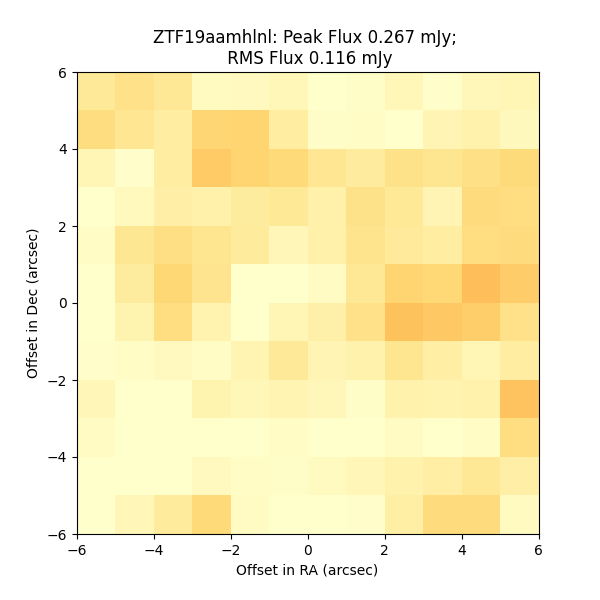 ZTF19aamhlnl: Peak Flux 0.267 mJy;
RMS Flux 0.116 mJy
6
4
2
0
−2
−4
−6
Offset in Dec (arcsec)
−6 −4 −2 0 2 4 6
Offset in RA (arcsec)